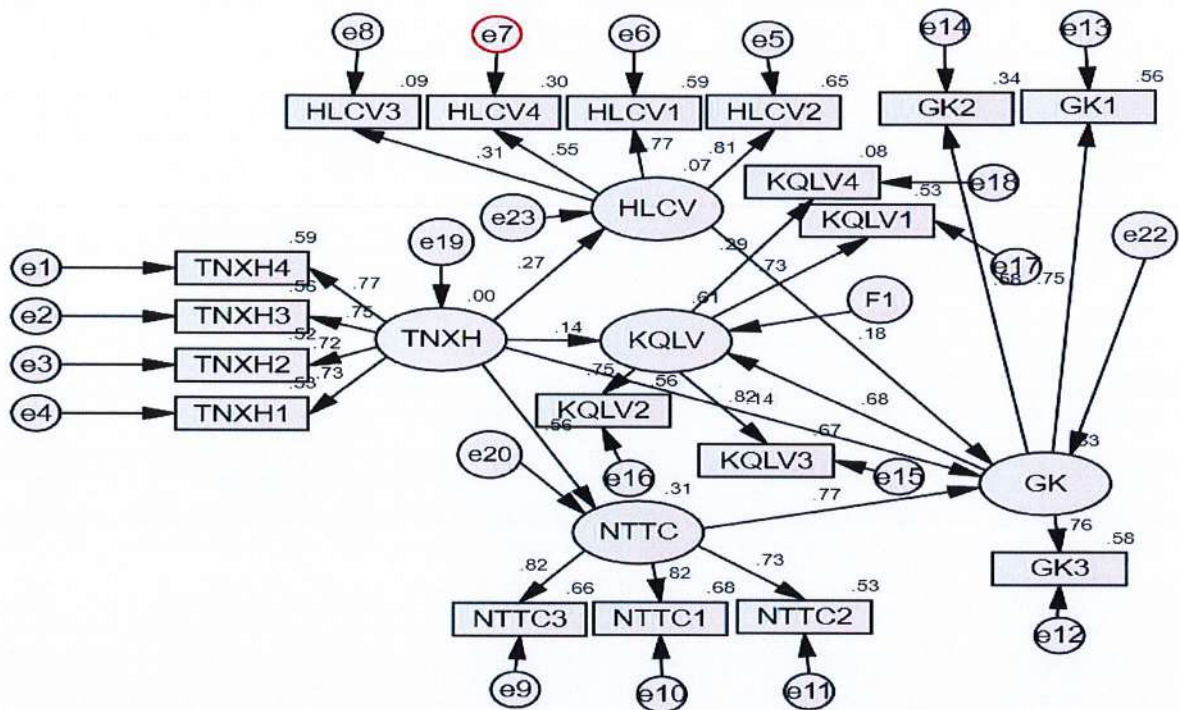 e8
e7
e6
e5
e14
e13
.09
.30
.59
.65
.34
.56
HLCV3
HLCV4
HLCV1
HLCV2
GK2
GK1
.31
.55
.77
.81
.07
.08
KQLV4
e18
.53
e23
HLCV
KQLV1
e19
.59
.27
.29
.73
e17
e22
e1
TNXH4
.77
.00
.61
F1
.68
.75
.56
e2
TNXH3
.75
TNXH
.14
KQLV
.18
.52
e3
TNXH2
.72
.75
.56
.73
.53
.82
.14
.68
e4
TNXH1
KQLV2
.56
.67
e20
KQLV3
e15
e16
.31
.77
GK
NTTC
.76
.82
.82
.73
.58
GK3
.66
.68
.53
NTTC3
NTTC1
NTTC2
e12
e9
e10
e11